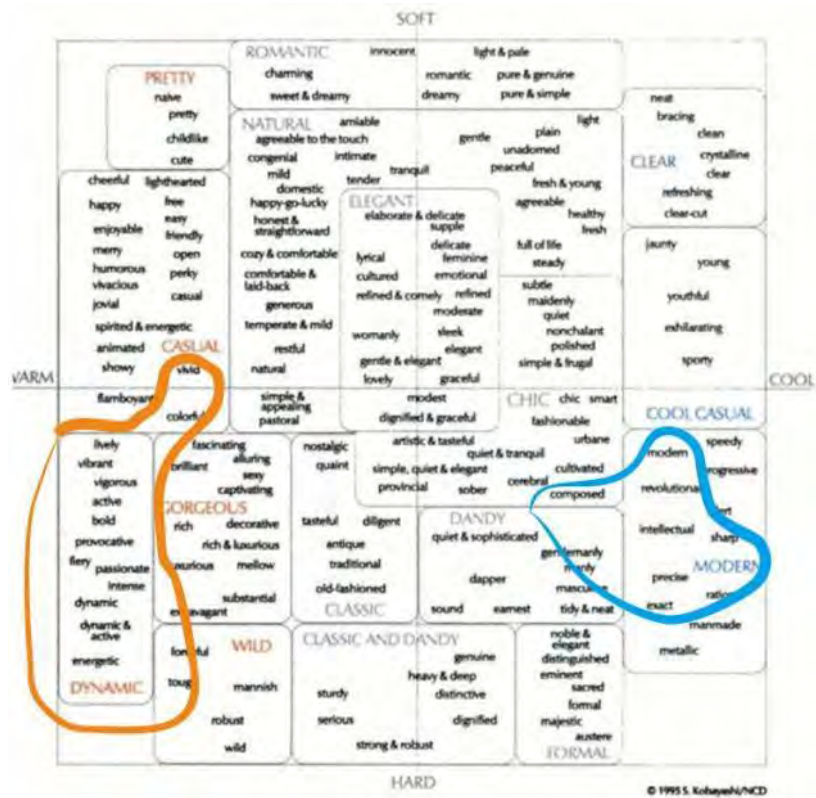 SOFT
ROMANTIC
innocent
light & pale
charming
romantic
pure & genuine
sweet & dreamy
dreamy
pure & simple
PRETTY
naive
pretty
childlike
cute
NATURAL
amiable
light
agreeable to the touch
gentle
plain
unadorned
congenial
intimate
peaceful
mild
tender
tranquil
domestic
fresh & young
happy-go-lucky
agreeable
honest &
straightforward
healthy
fresh
full of life
steady
cozy & comfortable
comfortable &
laid-back
generous
temperate & mild
restful
natural
simple &
appealing
pastoral
neat
bracing
clean
CLEAR
crystalline
clear
refreshing
clear-cut
cheerful
lighthearted
happy
free
easy
enjoyable
friendly
merry
open
humorous
perky
vivacious
casual
jovial
spirited & energetic
animated
CASUAL
showy
vivid
flamboyant
colorful
ELEGANT
elaborate & delicate
supple
delicate
lyrical
feminine
cultured
emotional
refined & comely
refined
moderate
womanly
sleek
elegant
gentle & elegant
lovely
graceful
modest
dignified & graceful
subtle
maidenly
quiet
nonchalant
polished
simple & frugal
CHIC
chic
smart
fashionable
urbane
artistic & tasteful
quiet & tranquil
simple, quiet & elegant
cultivated
provincial
sober
cerebral
composed
jaunty
young
youthful
exhilarating
sporty
COOL CASUAL
WARM
COOL
lively
vibrant
vigorous
active
bold
provocative
fiery
passionate
intense
dynamic
dynamic &
active
energetic
DYNAMIC
fascinating
brilliant
alluring
sexy
captivating
GORGEOUS
rich
decorative
rich & luxurious
mellow
substantial
nostalgic
quaint
tasteful
diligent
antique
traditional
old-fashioned
CLASSIC
DANDY
quiet & sophisticated
gentlemanly
manly
dapper
sound
earnest
tidy & neat
modern
speedy
intellectual
sharp
MODERN
precise
exact
manmade
metallic
WILD
mannish
robust
wild
CLASSIC AND DANDY
genuine
heavy & deep
sturdy
distinctive
serious
dignified
strong & robust
noble &
elegant
distinguished
eminent
sacred
formal
majestic
austere
FORMAL
HARD
© 1995 S. Kobayashi/NCD